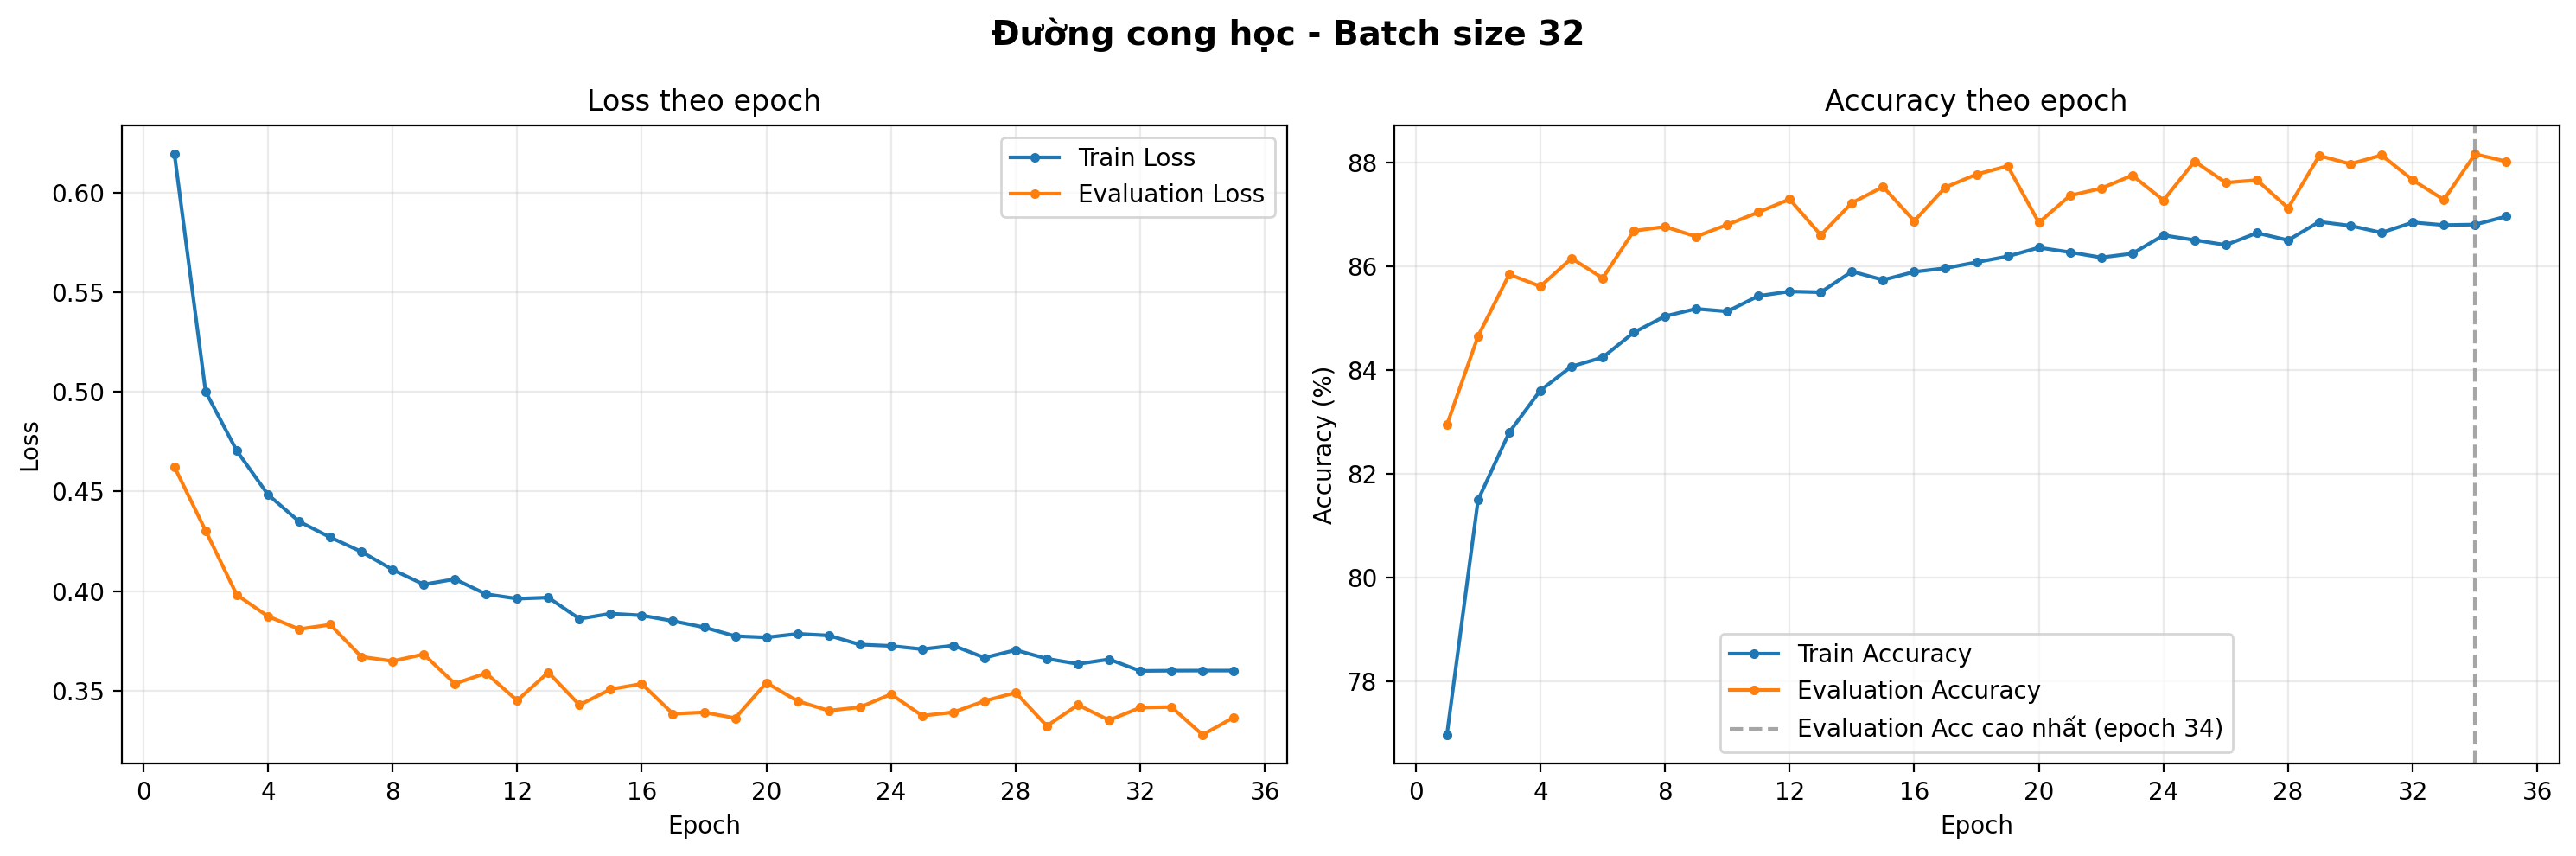 Đường cong học - Batch size 32
Loss theo epoch
Loss
0.60
0.55
0.50
0.45
0.40
0.35
0 4 8 12 16 20 24 28 32 36
Epoch
Train Loss
Evaluation Loss
Accuracy theo epoch
Accuracy (%)
88
86
84
82
80
78
0 4 8 12 16 20 24 28 32 36
Epoch
Train Accuracy
Evaluation Accuracy
Evaluation Acc cao nhất (epoch 34)